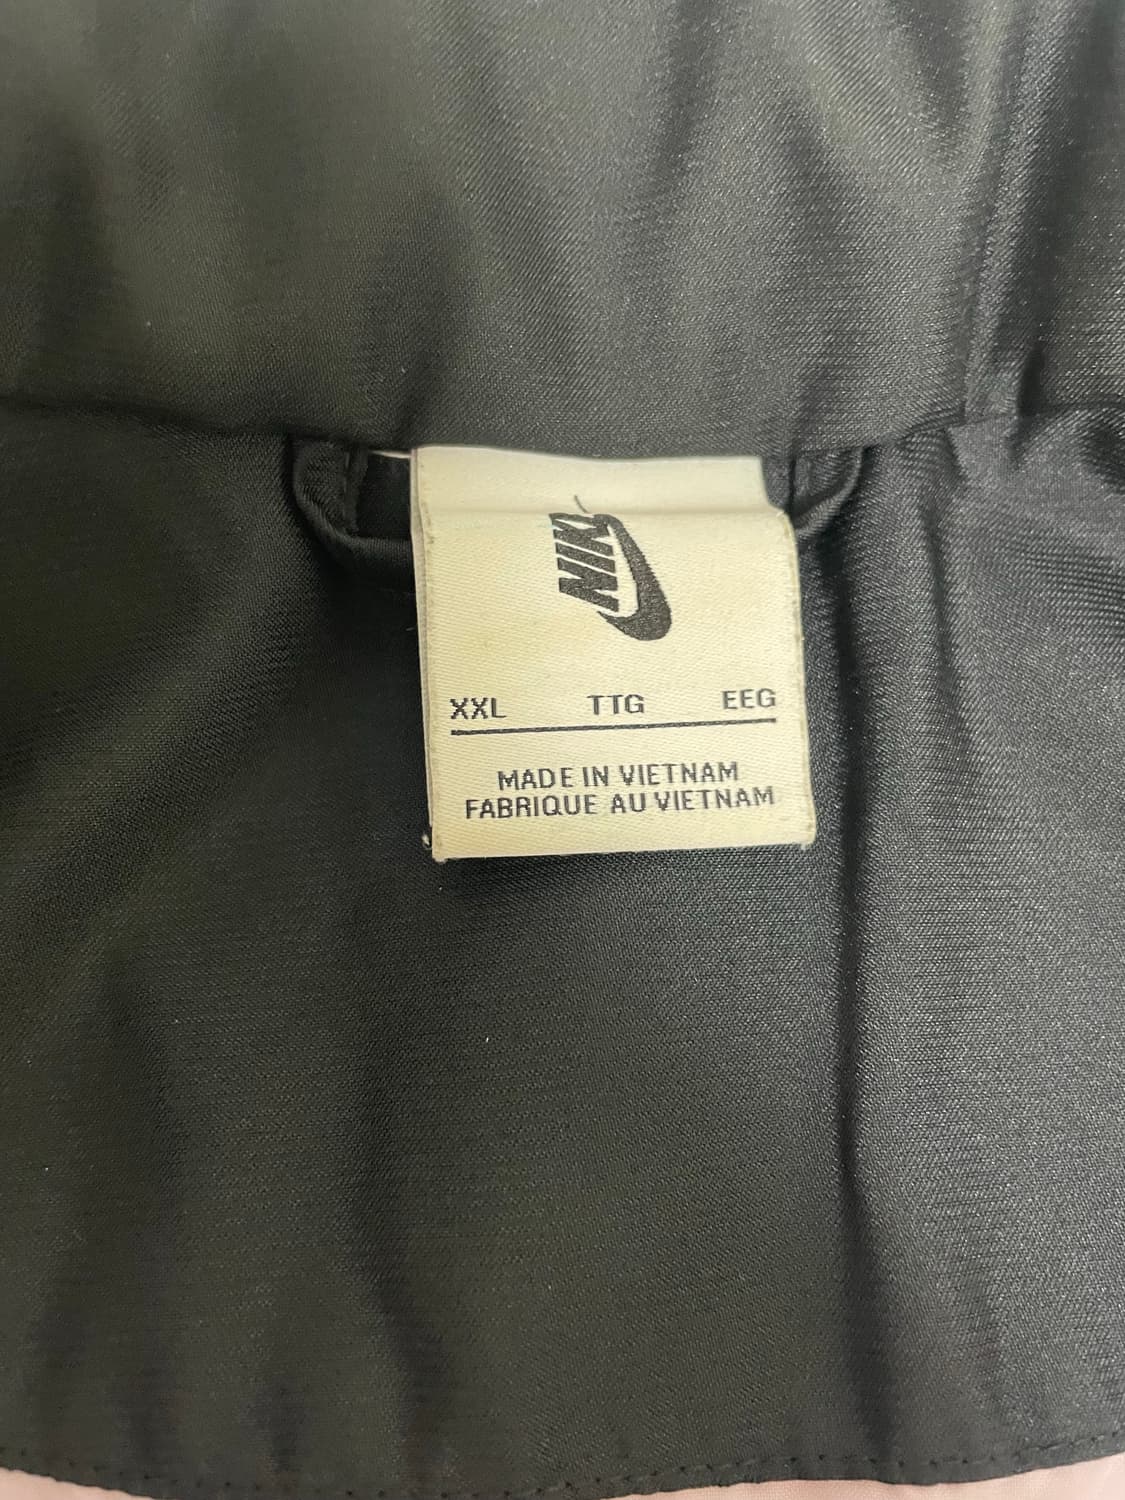 NIKE
XXL TTG EEG
MADE IN VIETNAM
FABRIQUE AU VIETNAM